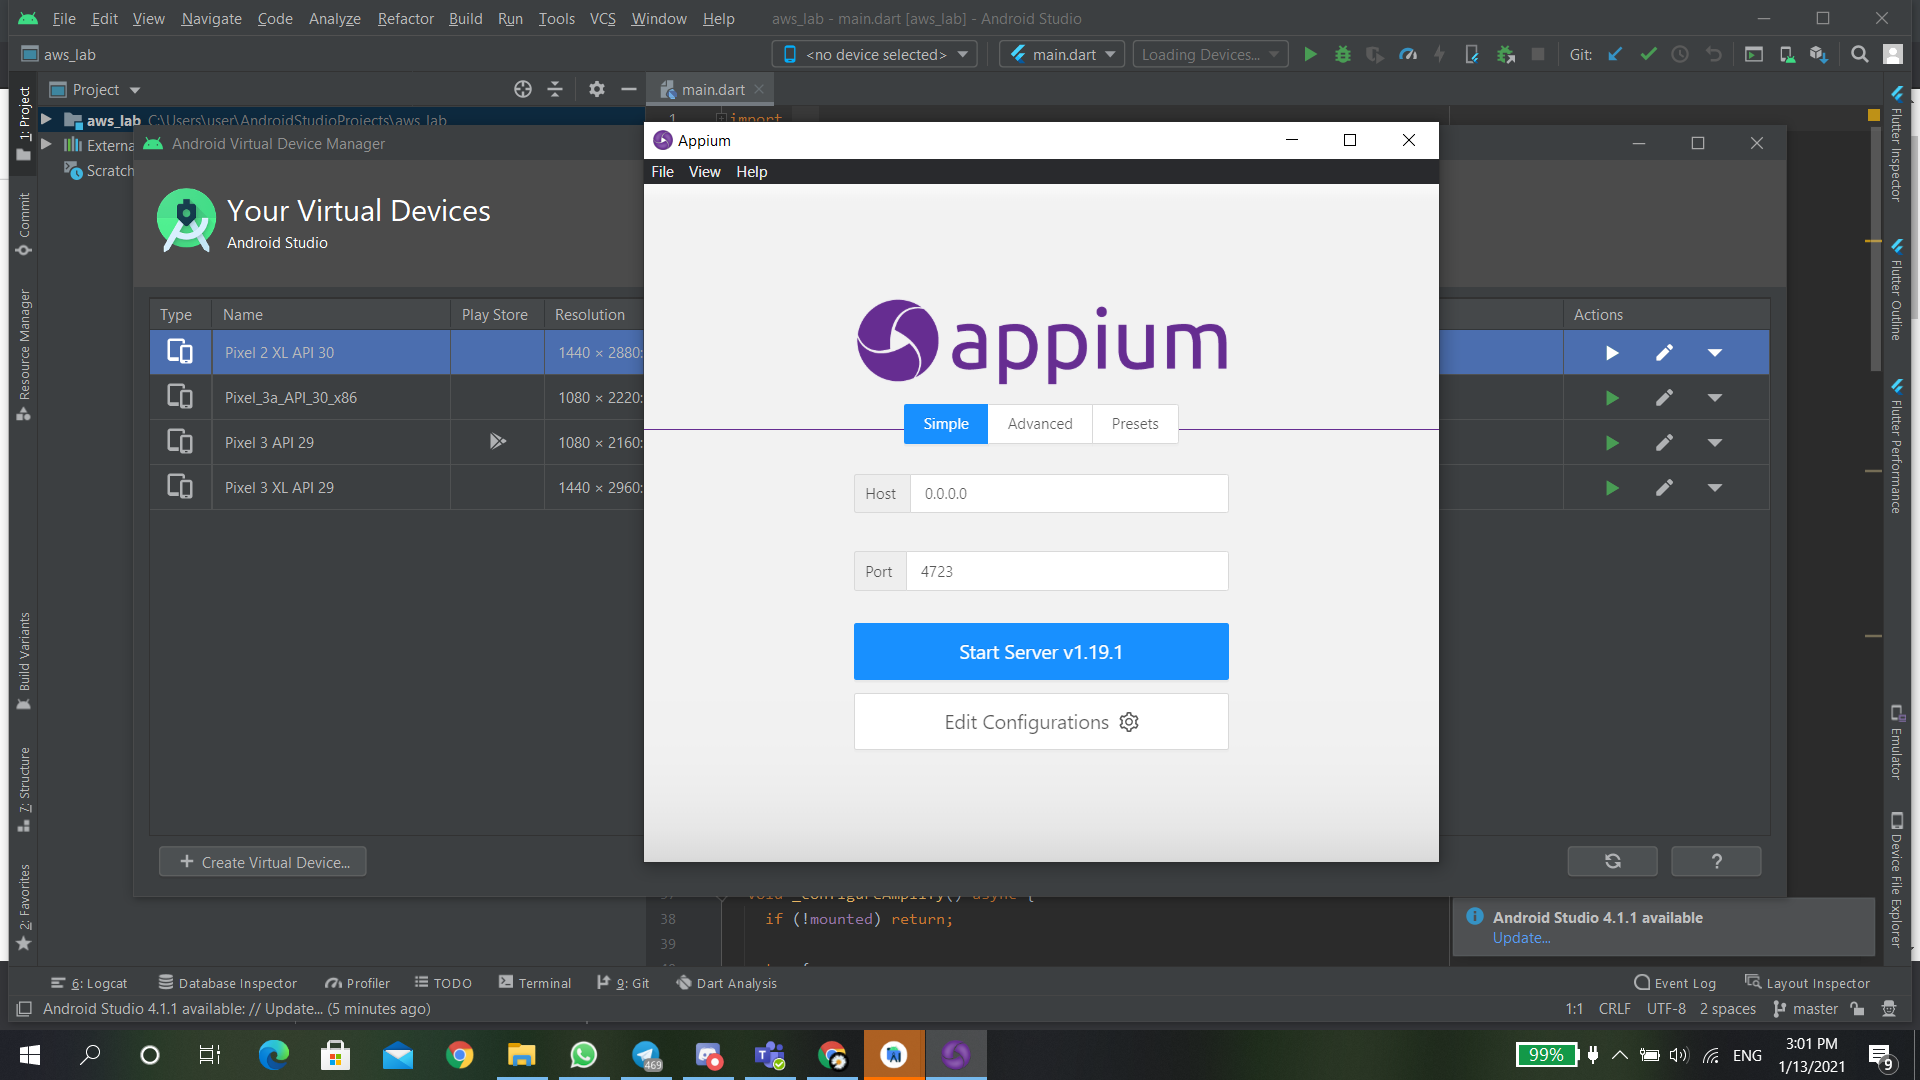 File Edit View Navigate Code Analyze Refactor Build Run Tools VCS Window Help aws_lab - main.dart [aws_lab] - Android Studio
aws_lab <no device selected> main.dart Loading Devices... Git:
Project main.dart
aws_lab C:\Users\user\AndroidStudioProjects\aws_lab
1 import
Externa
Scratch
1: Project
Commit
Resource Manager
Build Variants
7: Structure
2: Favorites
Android Virtual Device Manager
Your Virtual Devices
Android Studio
Type Name Play Store Resolution Actions
Pixel 2 XL API 30 1440 × 2880:
Pixel_3a_API_30_x86 1080 × 2220:
Pixel 3 API 29 1080 × 2160:
Pixel 3 XL API 29 1440 × 2960:
Create Virtual Device...
?
Appium
File View Help
appium
Simple Advanced Presets
Host 0.0.0.0
Port 4723
Start Server v1.19.1
Edit Configurations
Flutter Inspector
Flutter Outline
Flutter Performance
Emulator
Device File Explorer
void _configureAmplify() async {
38 if (!mounted) return;
39
Android Studio 4.1.1 available
Update...
6: Logcat Database Inspector Profiler TODO Terminal 9: Git Dart Analysis Event Log Layout Inspector
Android Studio 4.1.1 available: // Update... (5 minutes ago) 1:1 CRLF UTF-8 2 spaces master
469
99% ENG 3:01 PM
1/13/2021
9